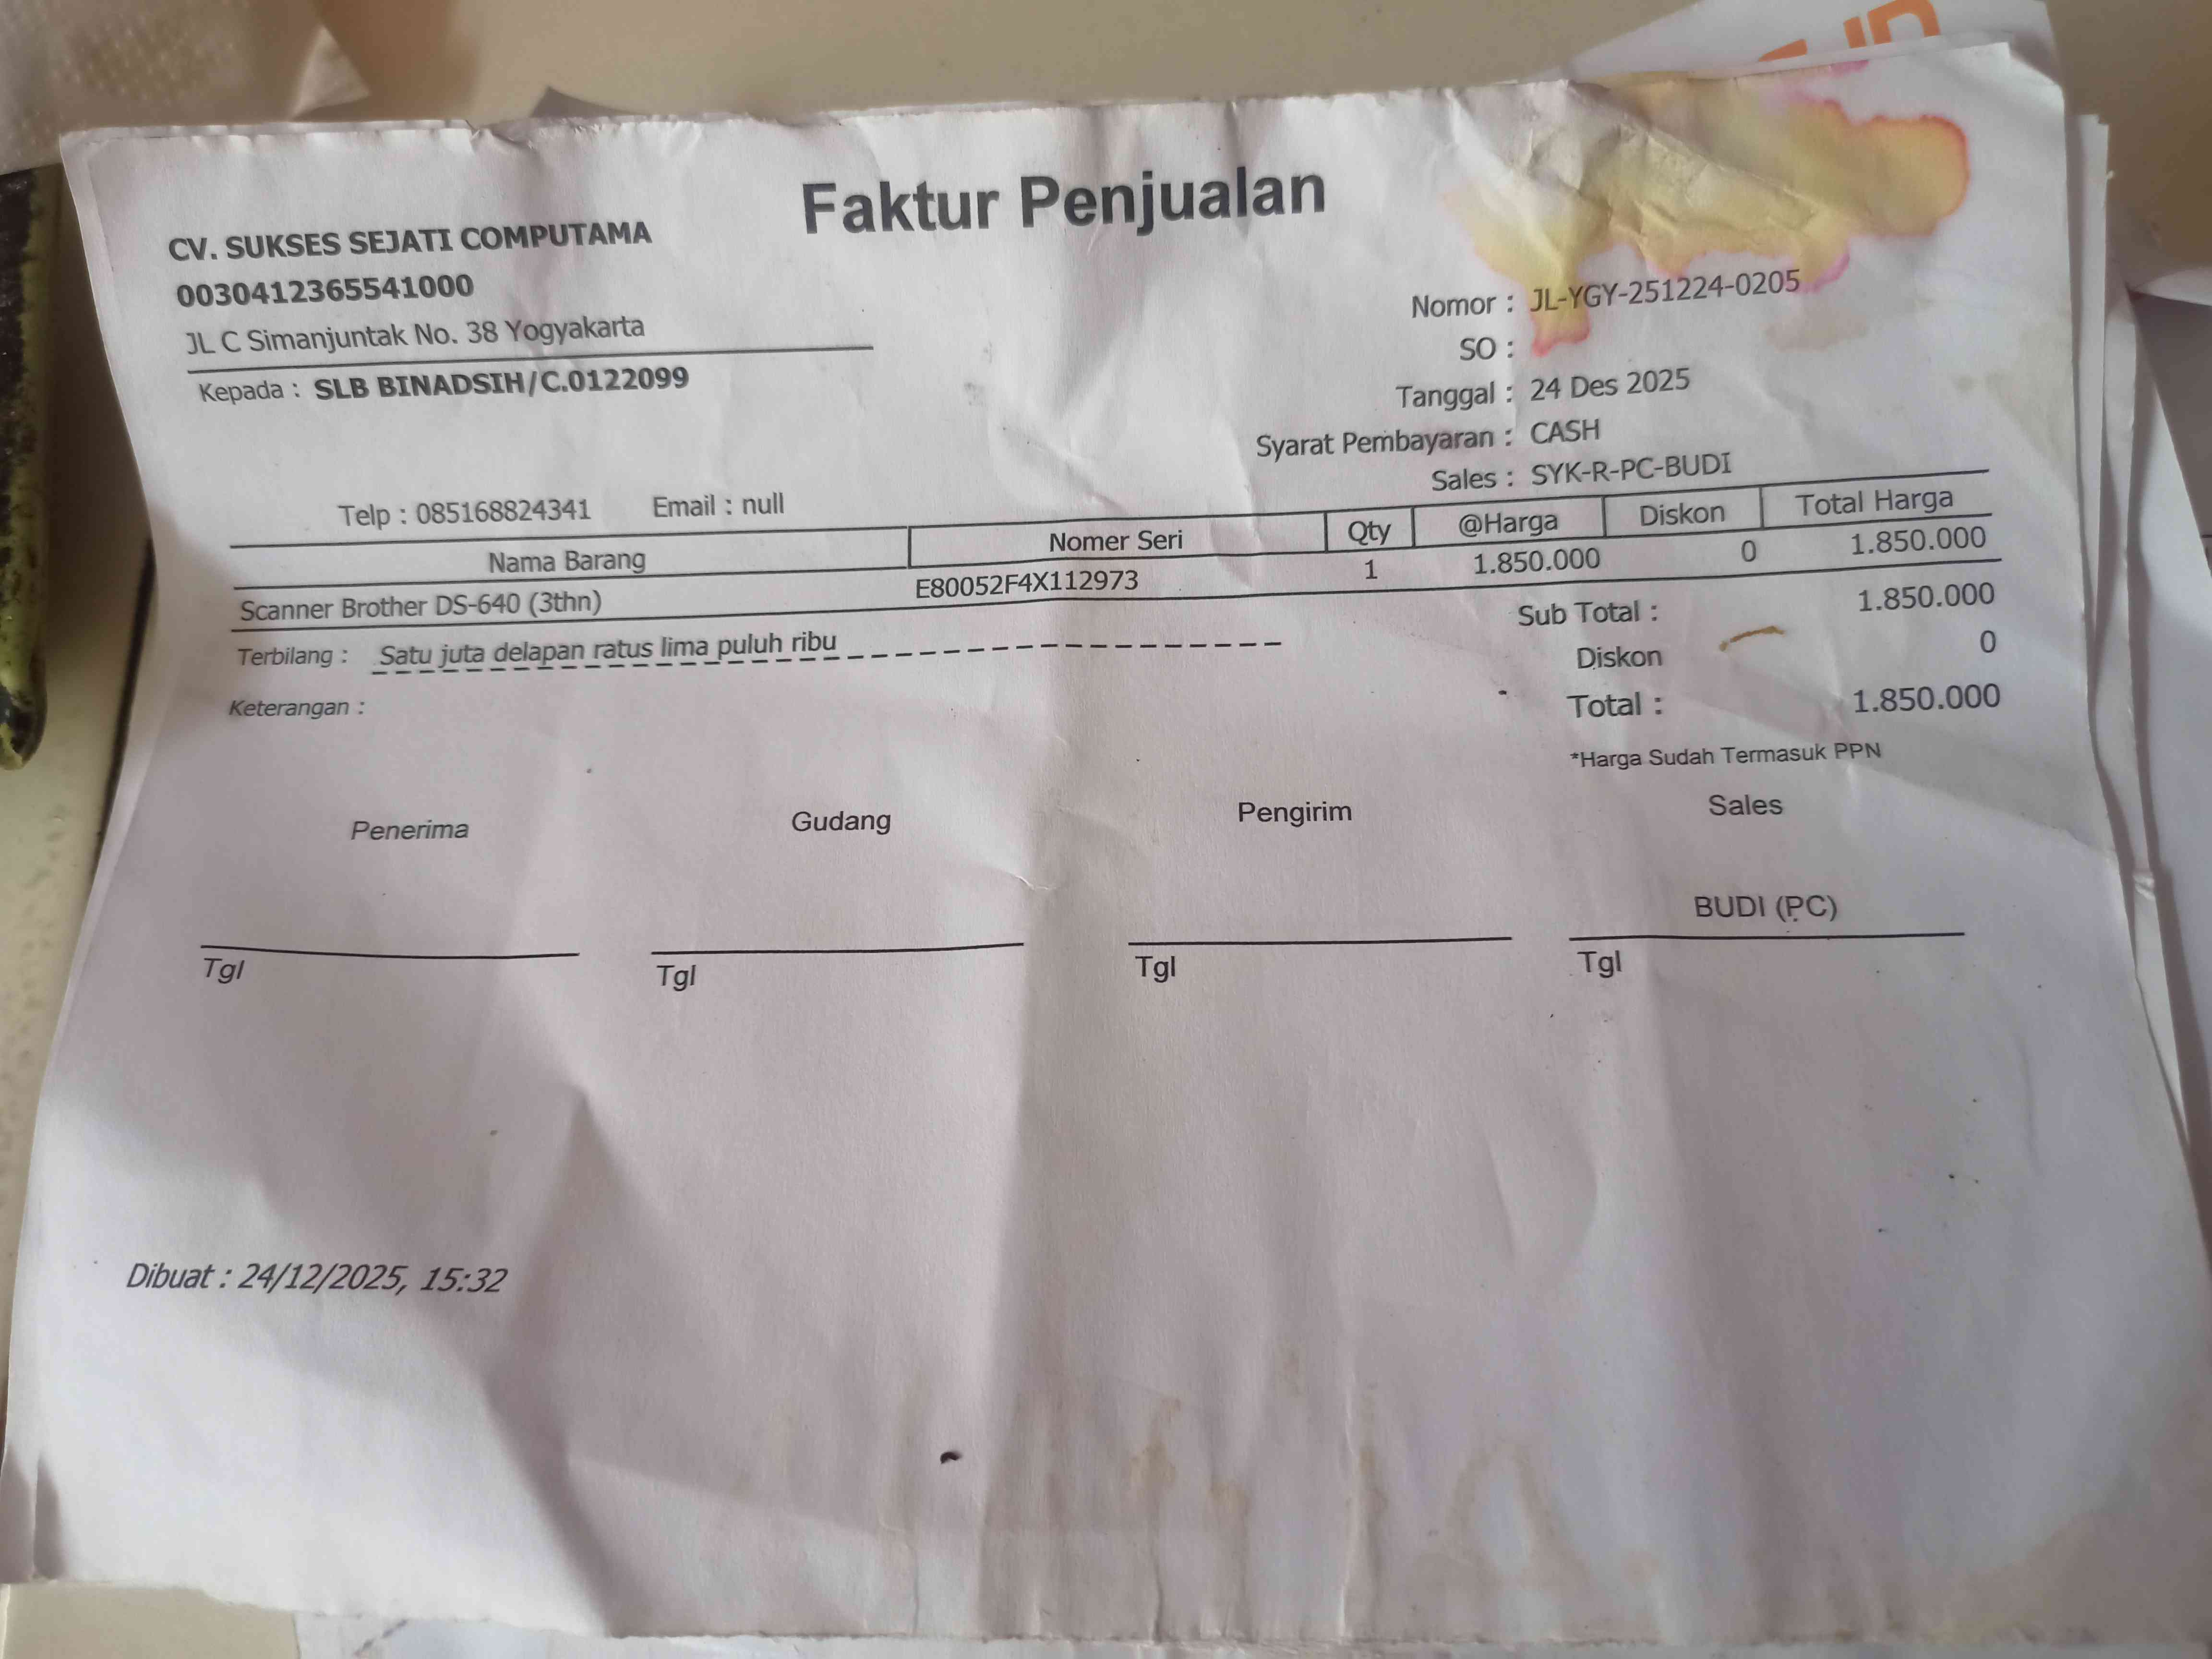 Faktur Penjualan
CV. SUKSES SEJATI COMPUTAMA
0030412365541000
JL C Simanjuntak No. 38 Yogyakarta
Kepada : SLB BINADSIH/C.0122099
Telp : 085168824341 Email : null
Nomor : JL-YGY-251224-0205
SO :
Tanggal : 24 Des 2025
Syarat Pembayaran : CASH
Sales : SYK-R-PC-BUDI
Nama Barang Nomer Seri Qty @Harga Diskon Total Harga
Scanner Brother DS-640 (3thn) E80052F4X112973 1 1.850.000 0 1.850.000
Terbilang : Satu juta delapan ratus lima puluh ribu
Keterangan :
Sub Total : 1.850.000
Diskon 0
Total : 1.850.000
*Harga Sudah Termasuk PPN
Penerima Gudang Pengirim Sales
BUDI (PC)
Tgl Tgl Tgl Tgl
Dibuat : 24/12/2025, 15:32